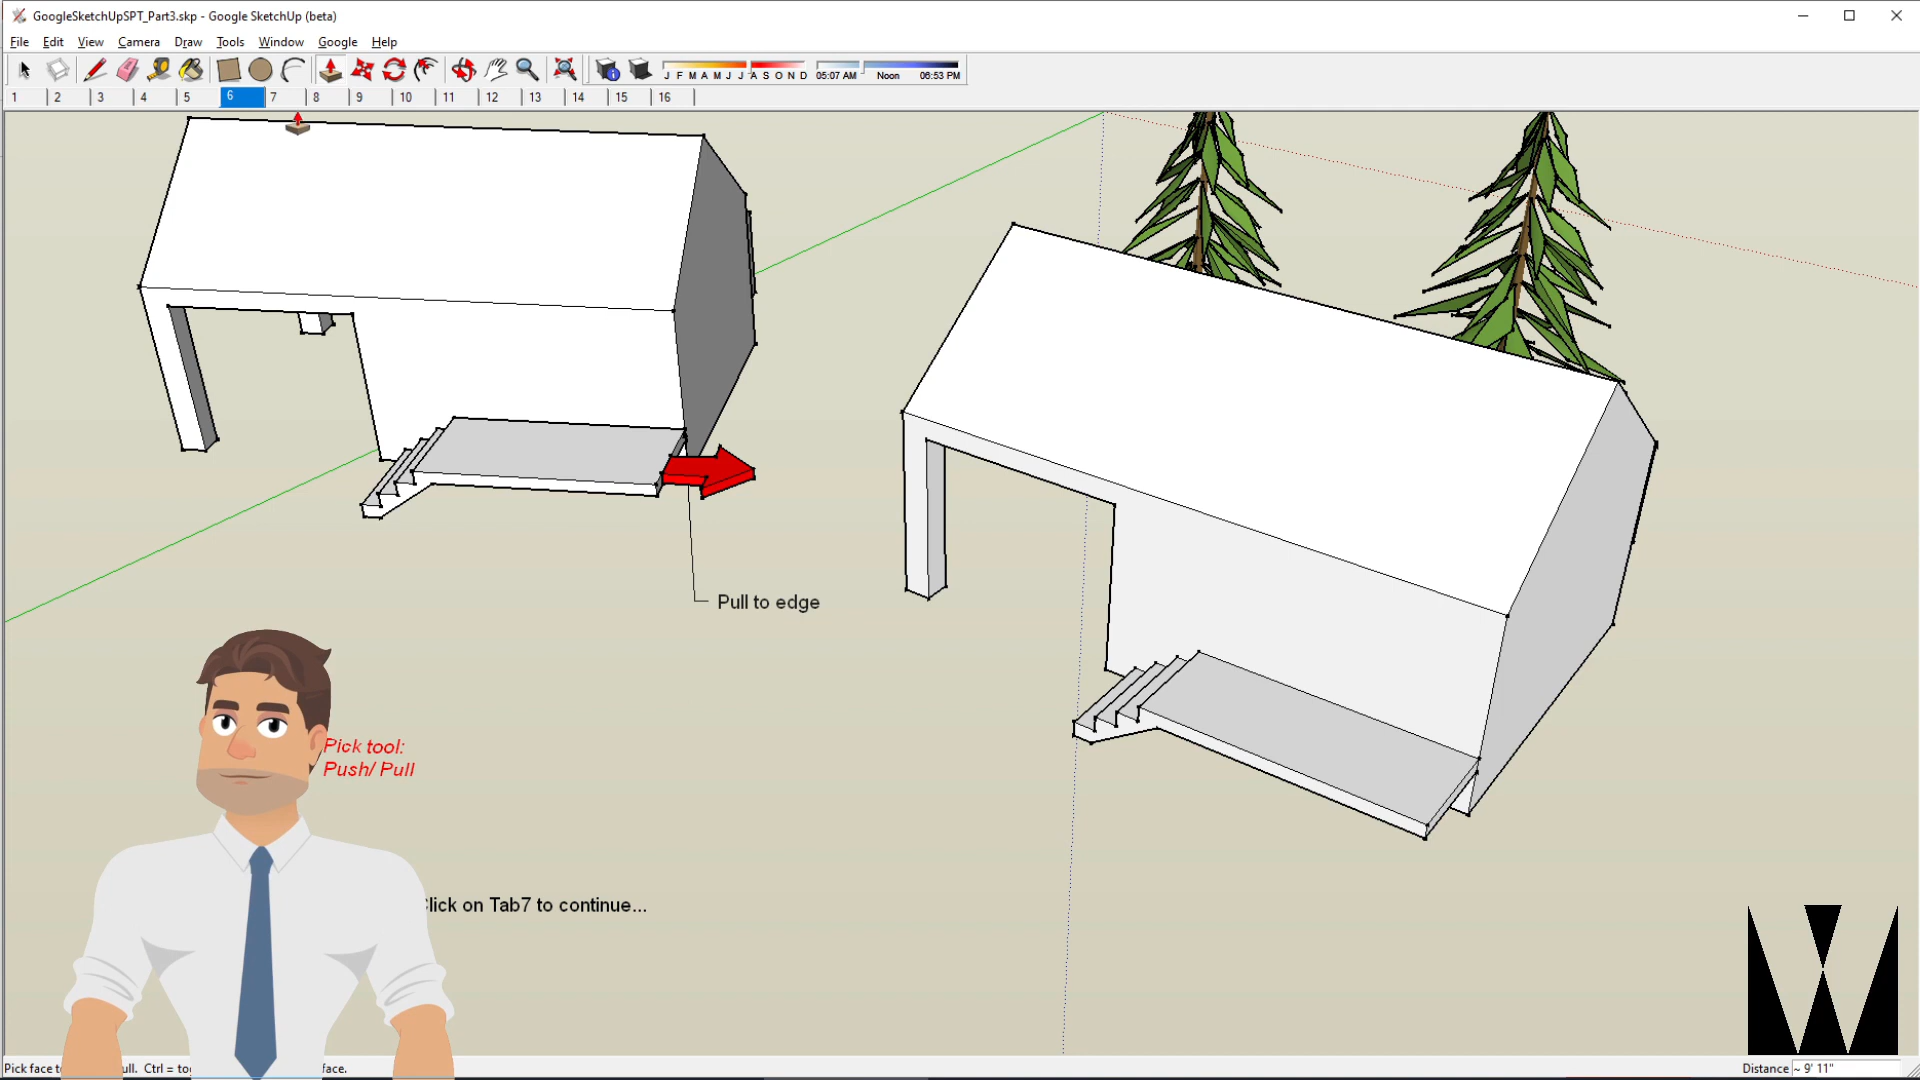 GoogleSketchUpSPT_Part3.skp - Google SketchUp (beta)
File Edit View Camera Draw Tools Window Google Help
J F M A M J J A S O N D 05:07 AM Noon 06:53 PM
1 2 3 4 5 6 7 8 9 10 11 12 13 14 15 16
Pull to edge
Pick tool:
Push/ Pull
Click on Tab7 to continue...
W
Pick face to ull. Ctrl = to face. Distance ~ 9' 11"